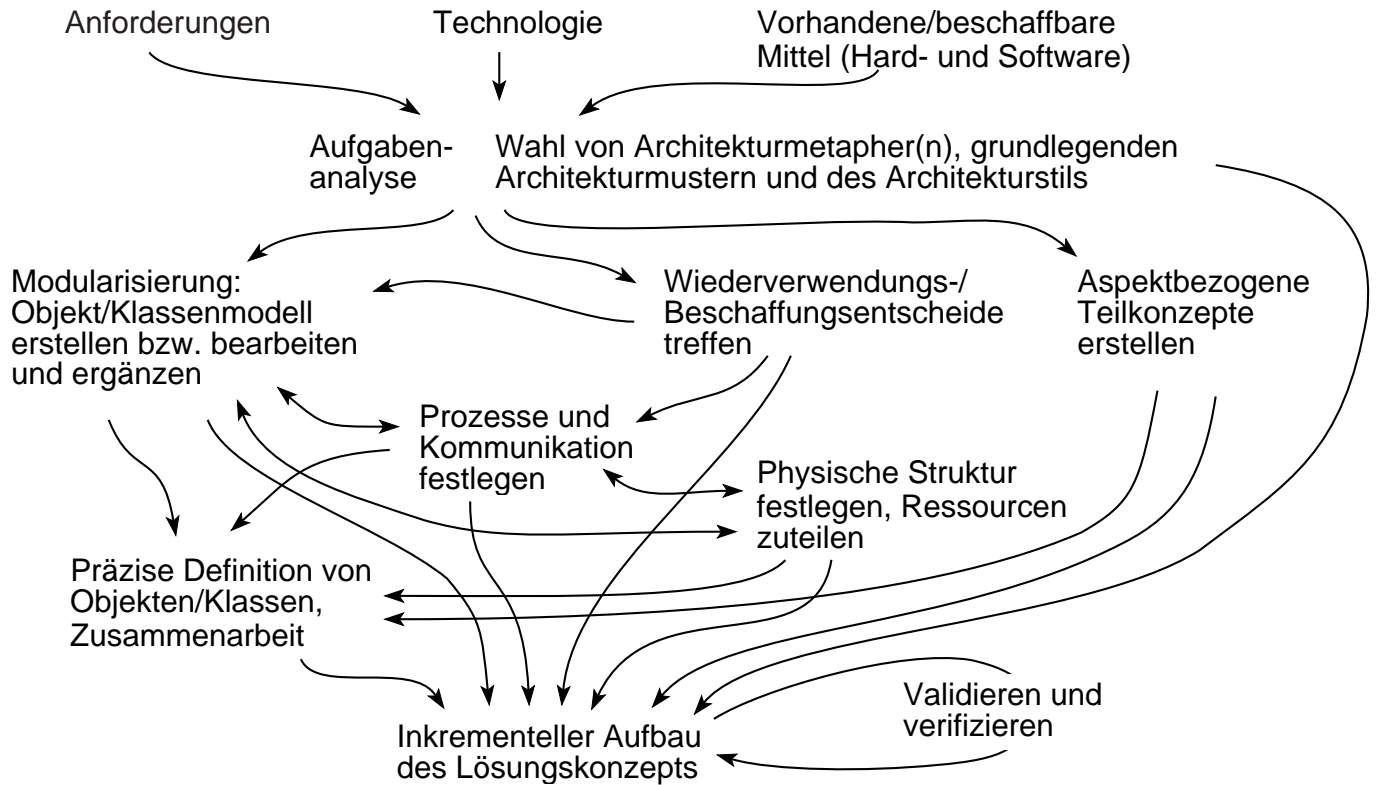 Anforderungen
Technologie
Vorhandene/beschaffbare
Mittel (Hard- und Software)
Aufgaben-
analyse
Wahl von Architekturmetapher(n), grundlegenden
Architekturmustern und des Architekturstils
Modularisierung:
Objekt/Klassenmodell
erstellen bzw. bearbeiten
und ergänzen
Wiederverwendungs-/
Beschaffungsentscheide
treffen
Aspektbezogene
Teilkonzepte
erstellen
Prozesse und
Kommunikation
festlegen
Physische Struktur
festlegen, Ressourcen
zuteilen
Präzise Definition von
Objekten/Klassen,
Zusammenarbeit
Validieren und
verifizieren
Inkrementeller Aufbau
des Lösungskonzepts